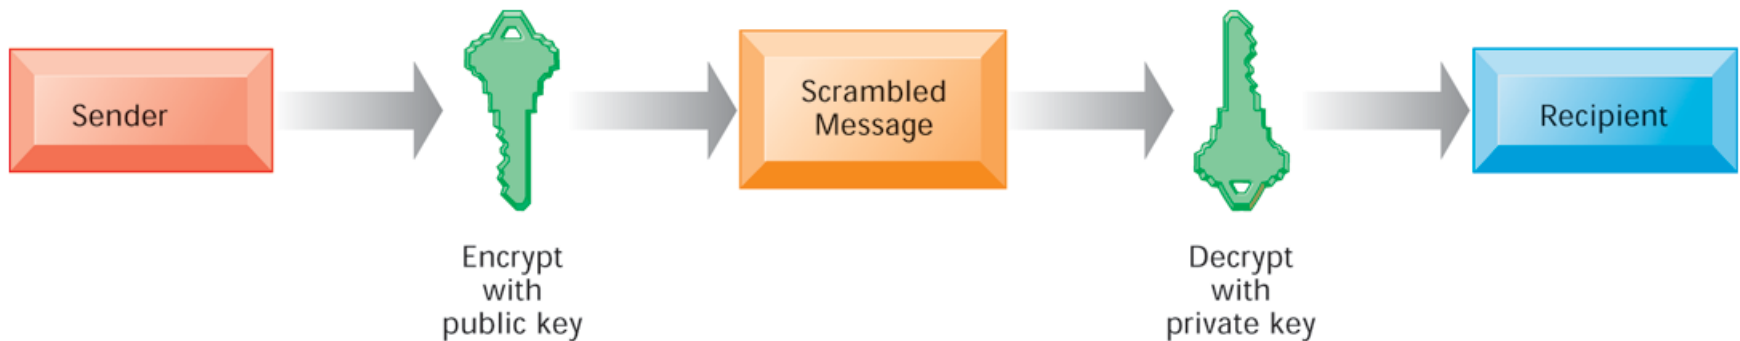 Sender
Encrypt
with
public key
Scrambled
Message
Decrypt
with
private key
Recipient